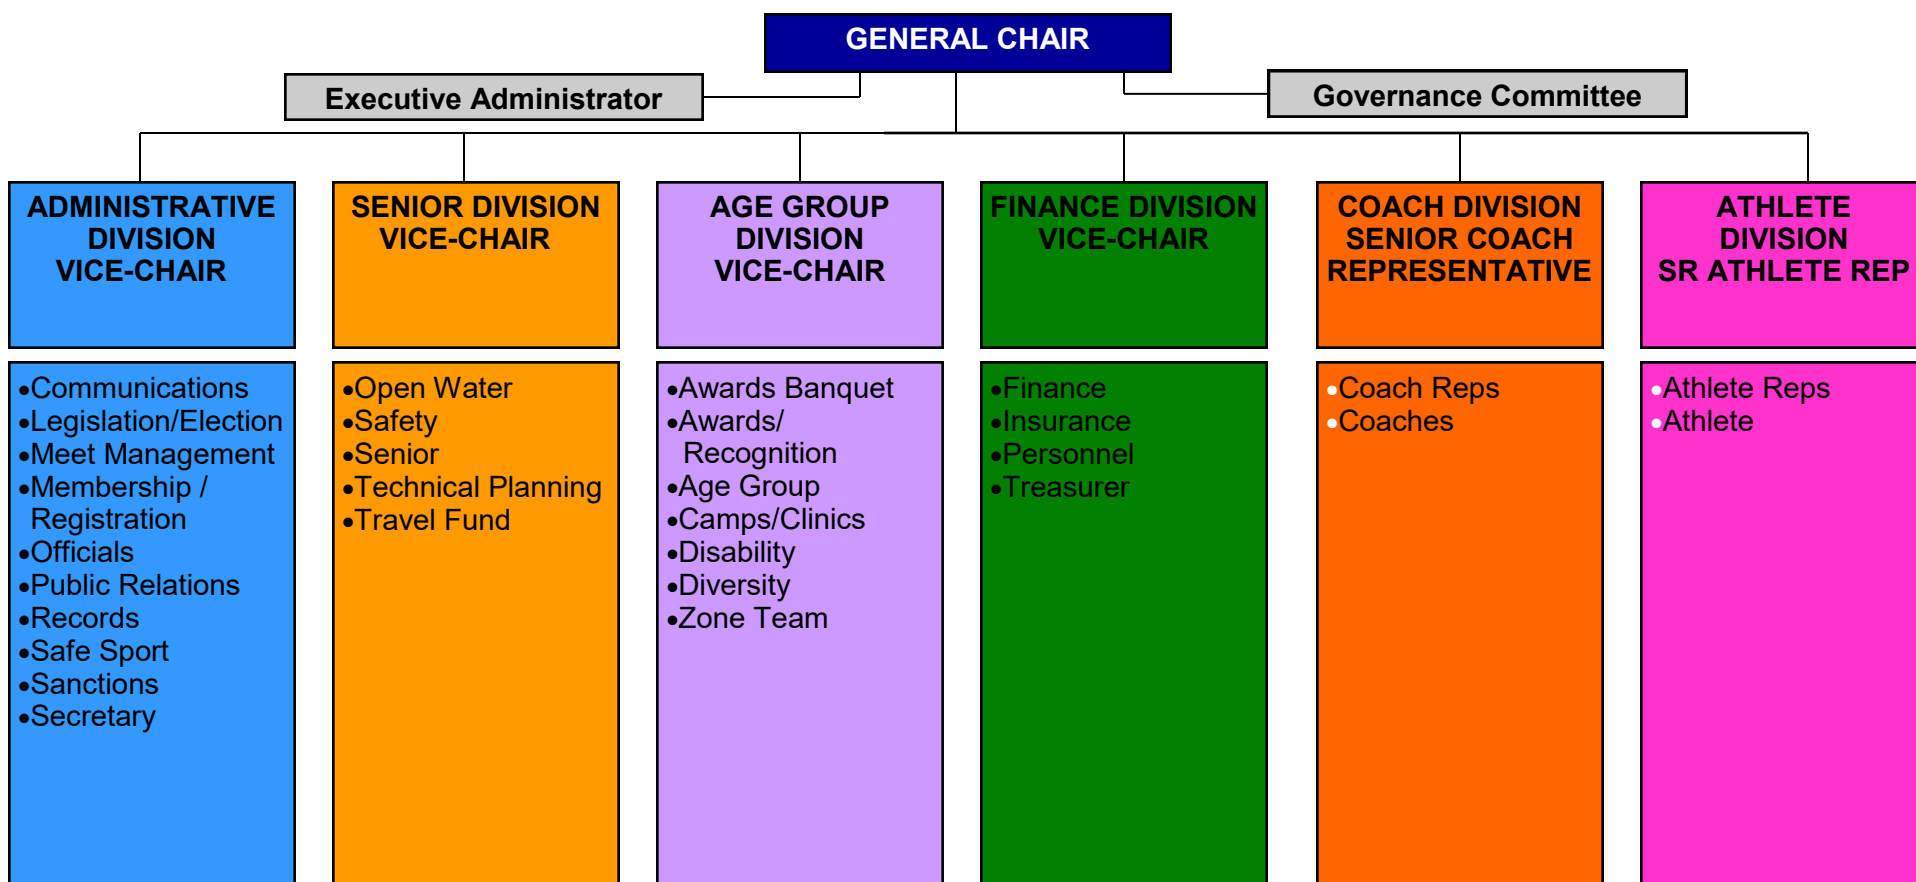 GENERAL CHAIR
Executive Administrator
Governance Committee
ADMINISTRATIVE
DIVISION
VICE-CHAIR
SENIOR DIVISION
VICE-CHAIR
AGE GROUP
DIVISION
VICE-CHAIR
FINANCE DIVISION
VICE-CHAIR
COACH DIVISION
SENIOR COACH
REPRESENTATIVE
ATHLETE
DIVISION
SR ATHLETE REP
•Communications
•Legislation/Election
•Meet Management
•Membership /
Registration
•Officials
•Public Relations
•Records
•Safe Sport
•Sanctions
•Secretary
•Open Water
•Safety
•Senior
•Technical Planning
•Travel Fund
•Awards Banquet
•Awards/
Recognition
•Age Group
•Camps/Clinics
•Disability
•Diversity
•Zone Team
•Finance
•Insurance
•Personnel
•Treasurer
•Coach Reps
•Coaches
•Athlete Reps
•Athlete